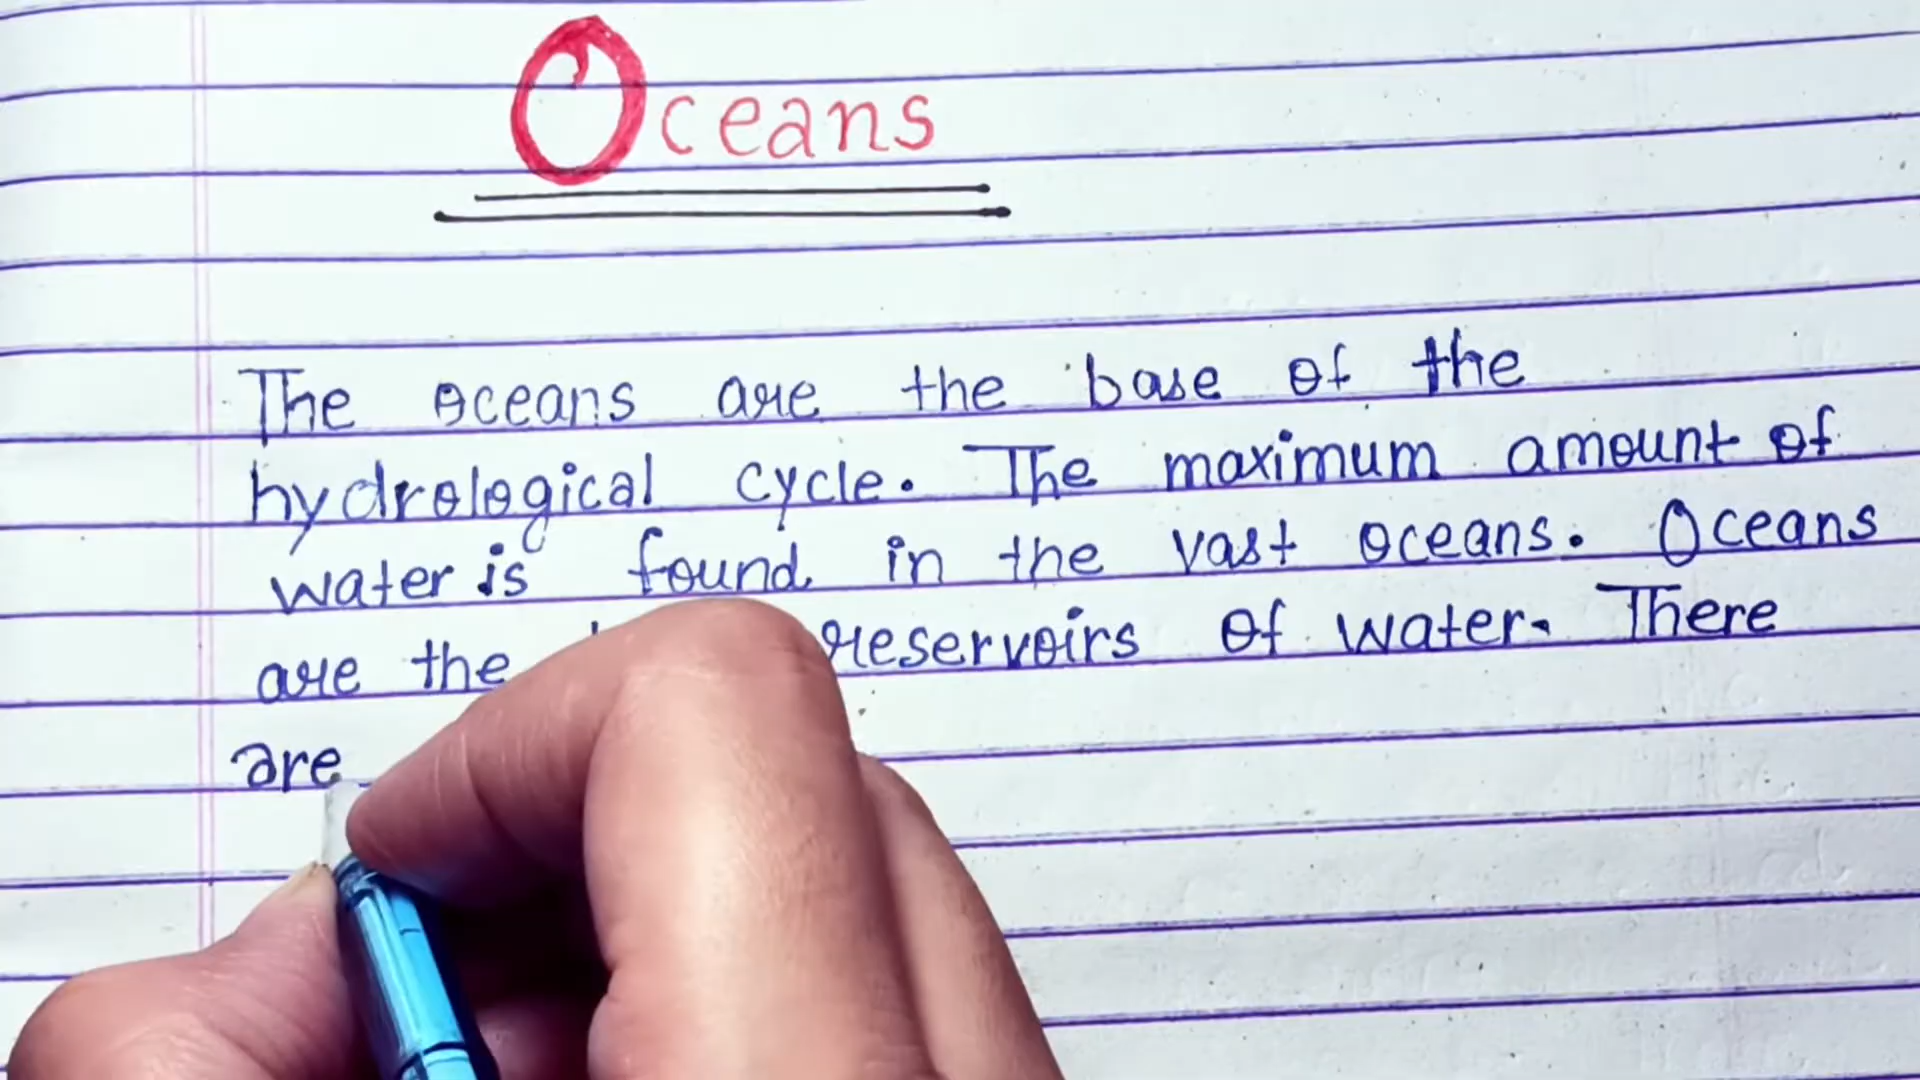 Oceans
The oceans are the base of the
hydrological cycle. The maximum amount of
water is found in the vast oceans. Oceans
are the reservoirs of water. There
are